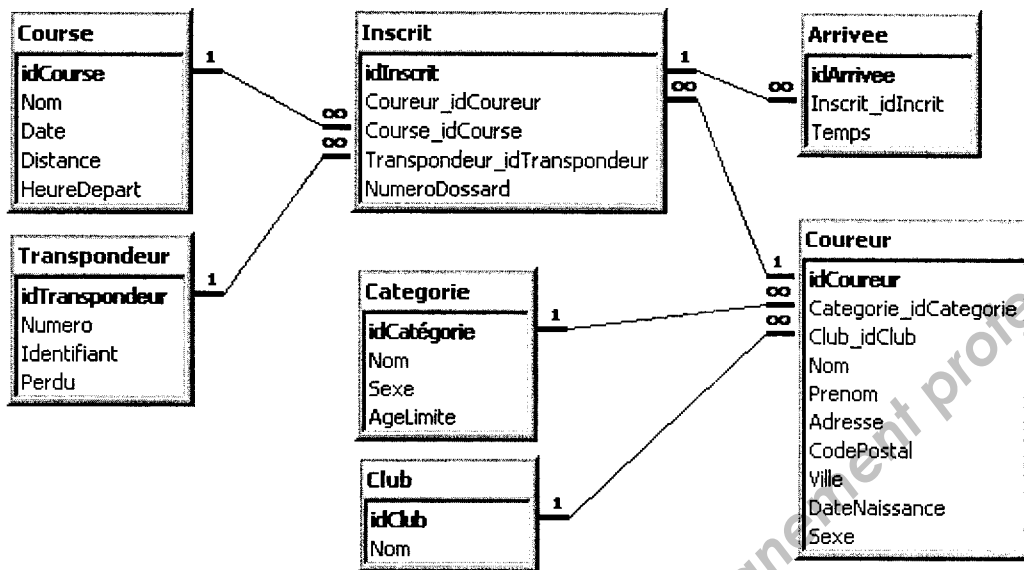 Course
idCourse
Nom
Date
Distance
HeureDepart
Inscrit
idInscrit
Coureur_idCoureur
Course_idCourse
Transpondeur_idTranspondeur
NumeroDossard
Arrivee
idArrivee
Inscrit_idIncrit
Temps
Transpondeur
idTranspondeur
Numero
Identifiant
Perdu
Categorie
idCatégorie
Nom
Sexe
AgeLimite
Club
idClub
Nom
Coureur
idCoureur
Categorie_idCategorie
Club_idClub
Nom
Prenom
Adresse
CodePostal
Ville
DateNaissance
Sexe
1
∞
∞
1
1
∞
∞
1
∞
∞
1
1